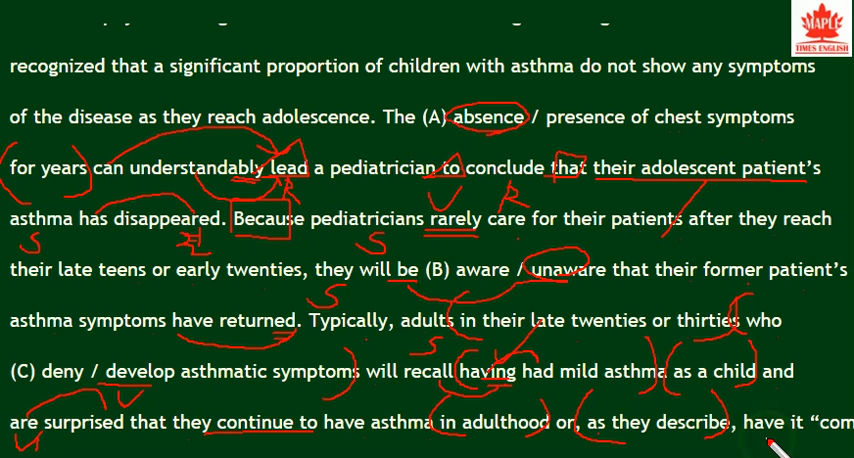 MAPLE
TIMES ENGLISH
recognized that a significant proportion of children with asthma do not show any symptoms
of the disease as they reach adolescence. The (A) absence / presence of chest symptoms
for years can understandably lead a pediatrician to conclude that their adolescent patient's
asthma has disappeared. Because pediatricians rarely care for their patients after they reach
their late teens or early twenties, they will be (B) aware / unaware that their former patient's
asthma symptoms have returned. Typically, adults in their late twenties or thirties who
(C) deny / develop asthmatic symptoms will recall having had mild asthma as a child and
are surprised that they continue to have asthma in adulthood or, as they describe, have it "com